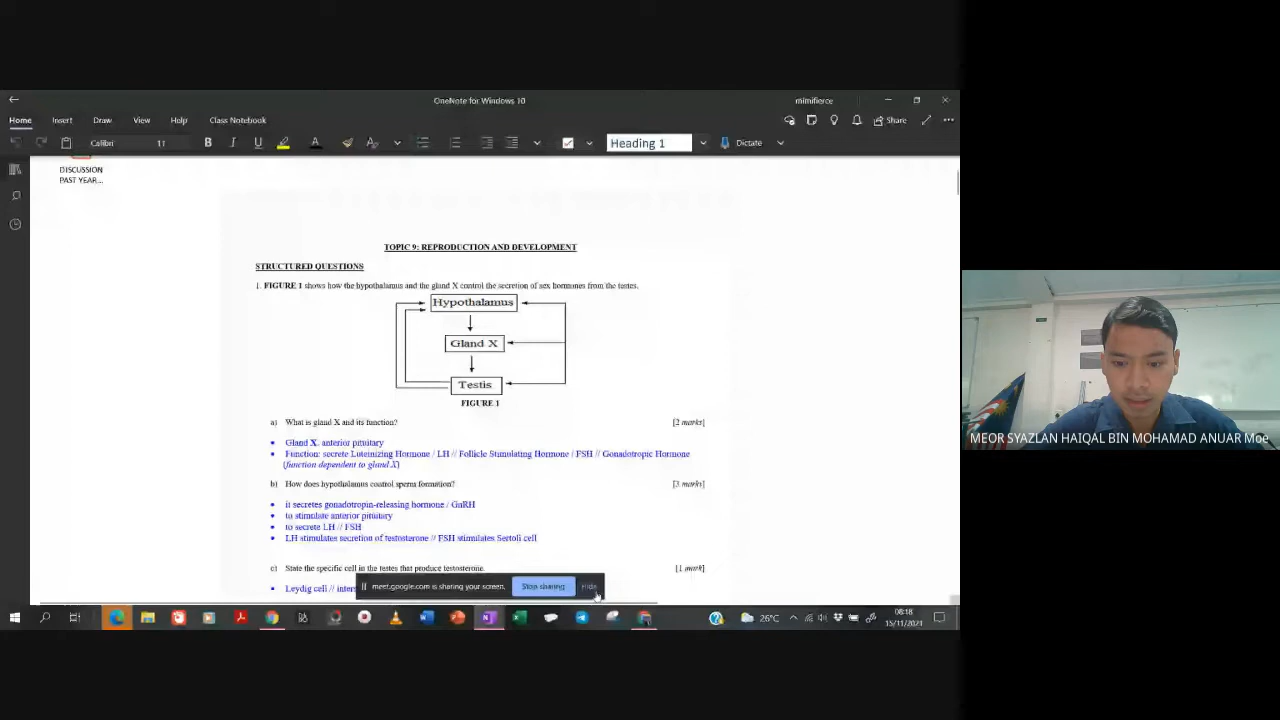 OneNote for Windows 10
mimifierce
Home Insert Draw View Help Class Notebook
Share
Calibri 11
B I U A
Heading 1
Dictate
DISCUSSION
PAST YEAR...
TOPIC 9: REPRODUCTION AND DEVELOPMENT
STRUCTURED QUESTIONS
1. FIGURE 1 shows how the hypothalamus and the gland X control the secretion of sex hormones from the testes.
Hypothalamus
Gland X
Testis
FIGURE 1
a) What is gland X and its function? [2 marks]
• Gland X: anterior pituitary
• Function: secrete Luteinizing Hormone / LH // Follicle Stimulating Hormone / FSH // Gonadotropic Hormone
(function dependent to gland X)
b) How does hypothalamus control sperm formation? [3 marks]
• it secretes gonadotropin-releasing hormone / GnRH
• to stimulate anterior pituitary
• to secrete LH // FSH
• LH stimulates secretion of testosterone // FSH stimulates Sertoli cell
c) State the specific cell in the testes that produce testosterone. [1 mark]
• Leydig cell //
meet.google.com is sharing your screen. Stop sharing Hide
26°C
08:18
15/11/2021
MEOR SYAZLAN HAIQAL BIN MOHAMAD ANUAR Moe